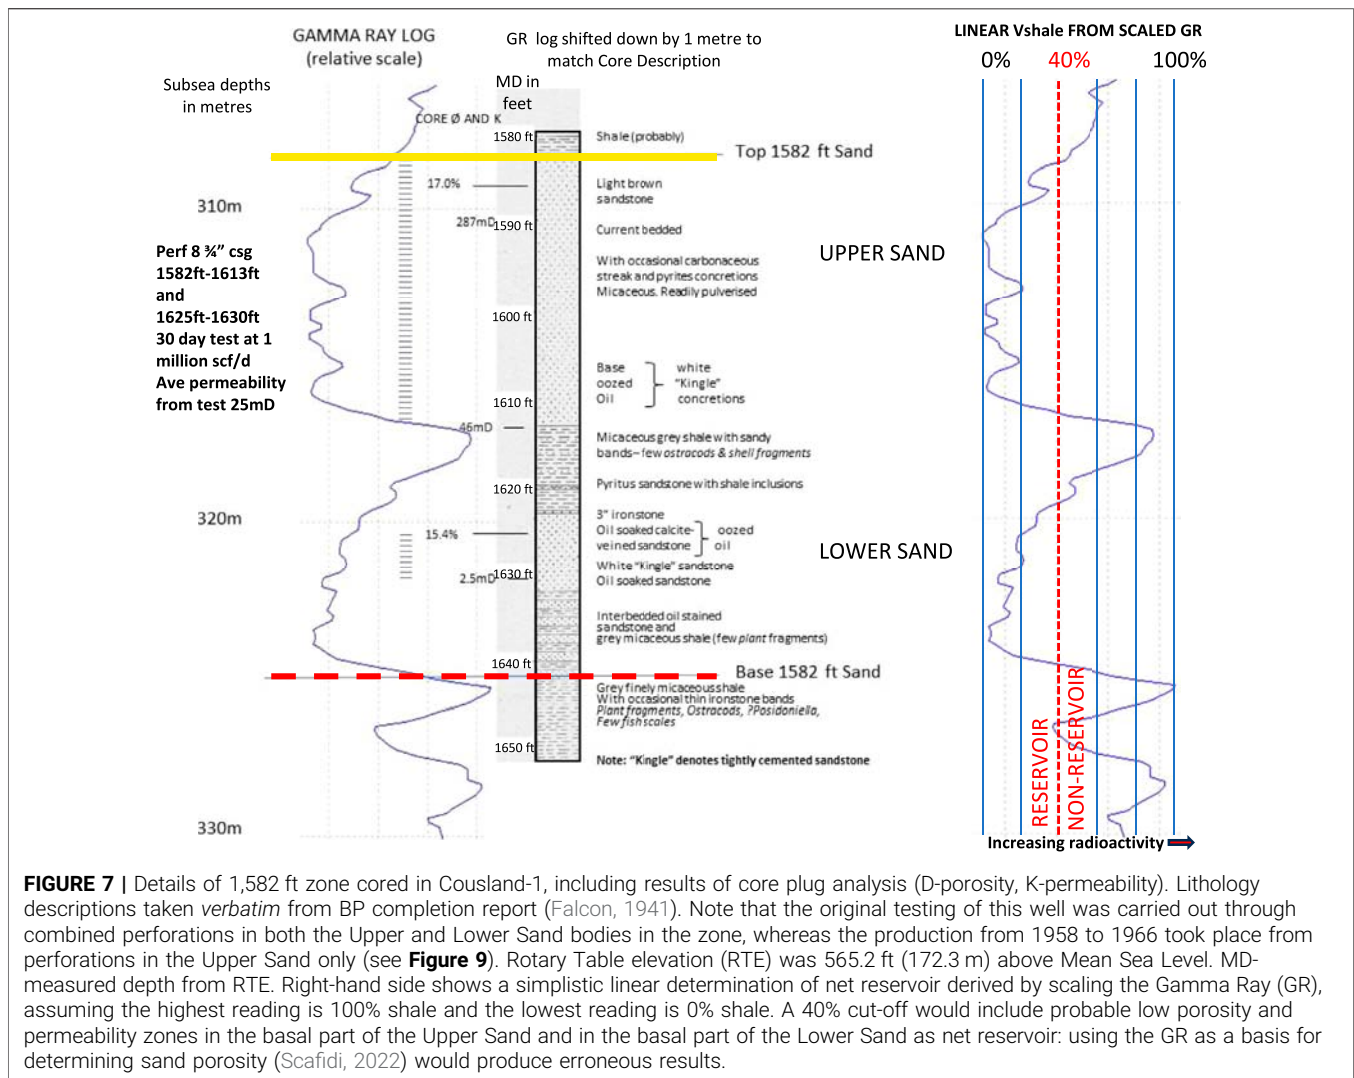 GAMMA RAY LOG
(relative scale)
GR log shifted down by 1 metre to
match Core Description
LINEAR Vshale FROM SCALED GR
0% 40% 100%
Subsea depths
in metres
MD in
feet
CORE Ø AND K
1580 ft
Shale (probably)
Top 1582 ft Sand
17.0%
Light brown
sandstone
310m
287mD
1590 ft
Current bedded
UPPER SAND
Perf 8 ¾” csg
1582ft-1613ft
and
1625ft-1630ft
30 day test at 1
million scf/d
Ave permeability
from test 25mD
With occasional carbonaceous
streak and pyrites concretions
Micaceous. Readily pulverised
1600 ft
Base white
oozed “Kingle”
Oil concretions
1610 ft
46mD
Micaceous grey shale with sandy
bands– few ostracods & shell fragments
1620 ft
Pyritus sandstone with shale inclusions
320m
3” ironstone
15.4%
Oil soaked calcite- oozed
veined sandstone oil
LOWER SAND
White “Kingle” sandstone
2.5mD
1630 ft
Oil soaked sandstone
Interbedded oil stained
sandstone and
grey micaceous shale (few plant fragments)
1640 ft
Base 1582 ft Sand
Grey finely micaceous shale
With occasional thin ironstone bands
Plant fragments, Ostracods, ?Posidoniella,
Few fish scales
1650 ft
Note: “Kingle” denotes tightly cemented sandstone
RESERVOIR
NON-RESERVOIR
330m
Increasing radioactivity
FIGURE 7 | Details of 1,582 ft zone cored in Cousland-1, including results of core plug analysis (D-porosity, K-permeability). Lithology
descriptions taken verbatim from BP completion report (Falcon, 1941). Note that the original testing of this well was carried out through
combined perforations in both the Upper and Lower Sand bodies in the zone, whereas the production from 1958 to 1966 took place from
perforations in the Upper Sand only (see Figure 9). Rotary Table elevation (RTE) was 565.2 ft (172.3 m) above Mean Sea Level. MD-
measured depth from RTE. Right-hand side shows a simplistic linear determination of net reservoir derived by scaling the Gamma Ray (GR),
assuming the highest reading is 100% shale and the lowest reading is 0% shale. A 40% cut-off would include probable low porosity and
permeability zones in the basal part of the Upper Sand and in the basal part of the Lower Sand as net reservoir: using the GR as a basis for
determining sand porosity (Scafidi, 2022) would produce erroneous results.